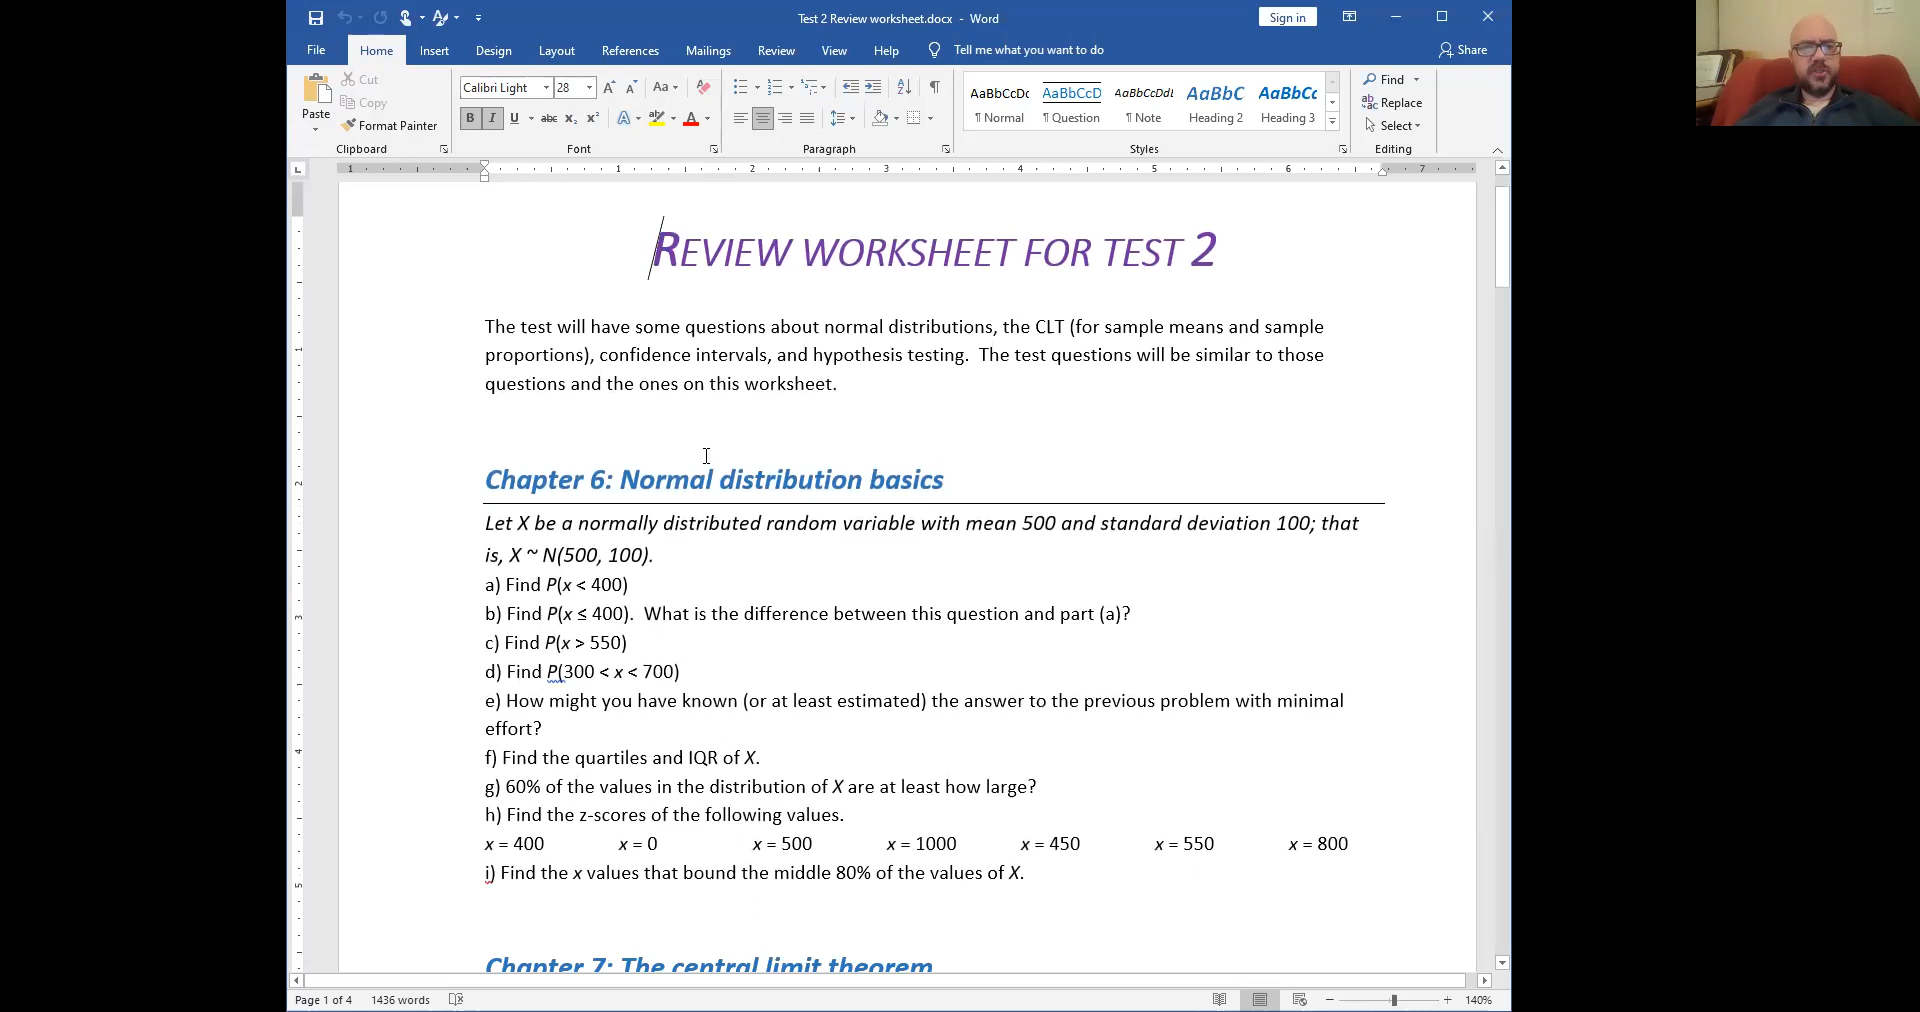 Test 2 Review worksheet.docx - Word
Sign in
File Home Insert Design Layout References Mailings Review View Help Tell me what you want to do Share
Paste
Cut
Copy
Format Painter
Clipboard
Calibri Light 28
Font
Paragraph
AaBbCcDc AaBbCcD AaBbCcDdI AaBbC AaBbCc
¶ Normal ¶ Question ¶ Note Heading 2 Heading 3
Styles
Find
Replace
Select
Editing
1 1 2 3 4 5 6 7
REVIEW WORKSHEET FOR TEST 2
The test will have some questions about normal distributions, the CLT (for sample means and sample
proportions), confidence intervals, and hypothesis testing. The test questions will be similar to those
questions and the ones on this worksheet.
Chapter 6: Normal distribution basics
Let X be a normally distributed random variable with mean 500 and standard deviation 100; that
is, X ~ N(500, 100).
a) Find P(x < 400)
b) Find P(x ≤ 400). What is the difference between this question and part (a)?
c) Find P(x > 550)
d) Find P(300 < x < 700)
e) How might you have known (or at least estimated) the answer to the previous problem with minimal
effort?
f) Find the quartiles and IQR of X.
g) 60% of the values in the distribution of X are at least how large?
h) Find the z-scores of the following values.
x = 400 x = 0 x = 500 x = 1000 x = 450 x = 550 x = 800
i) Find the x values that bound the middle 80% of the values of X.
Chapter 7: The central limit theorem
Page 1 of 4 1436 words 140%